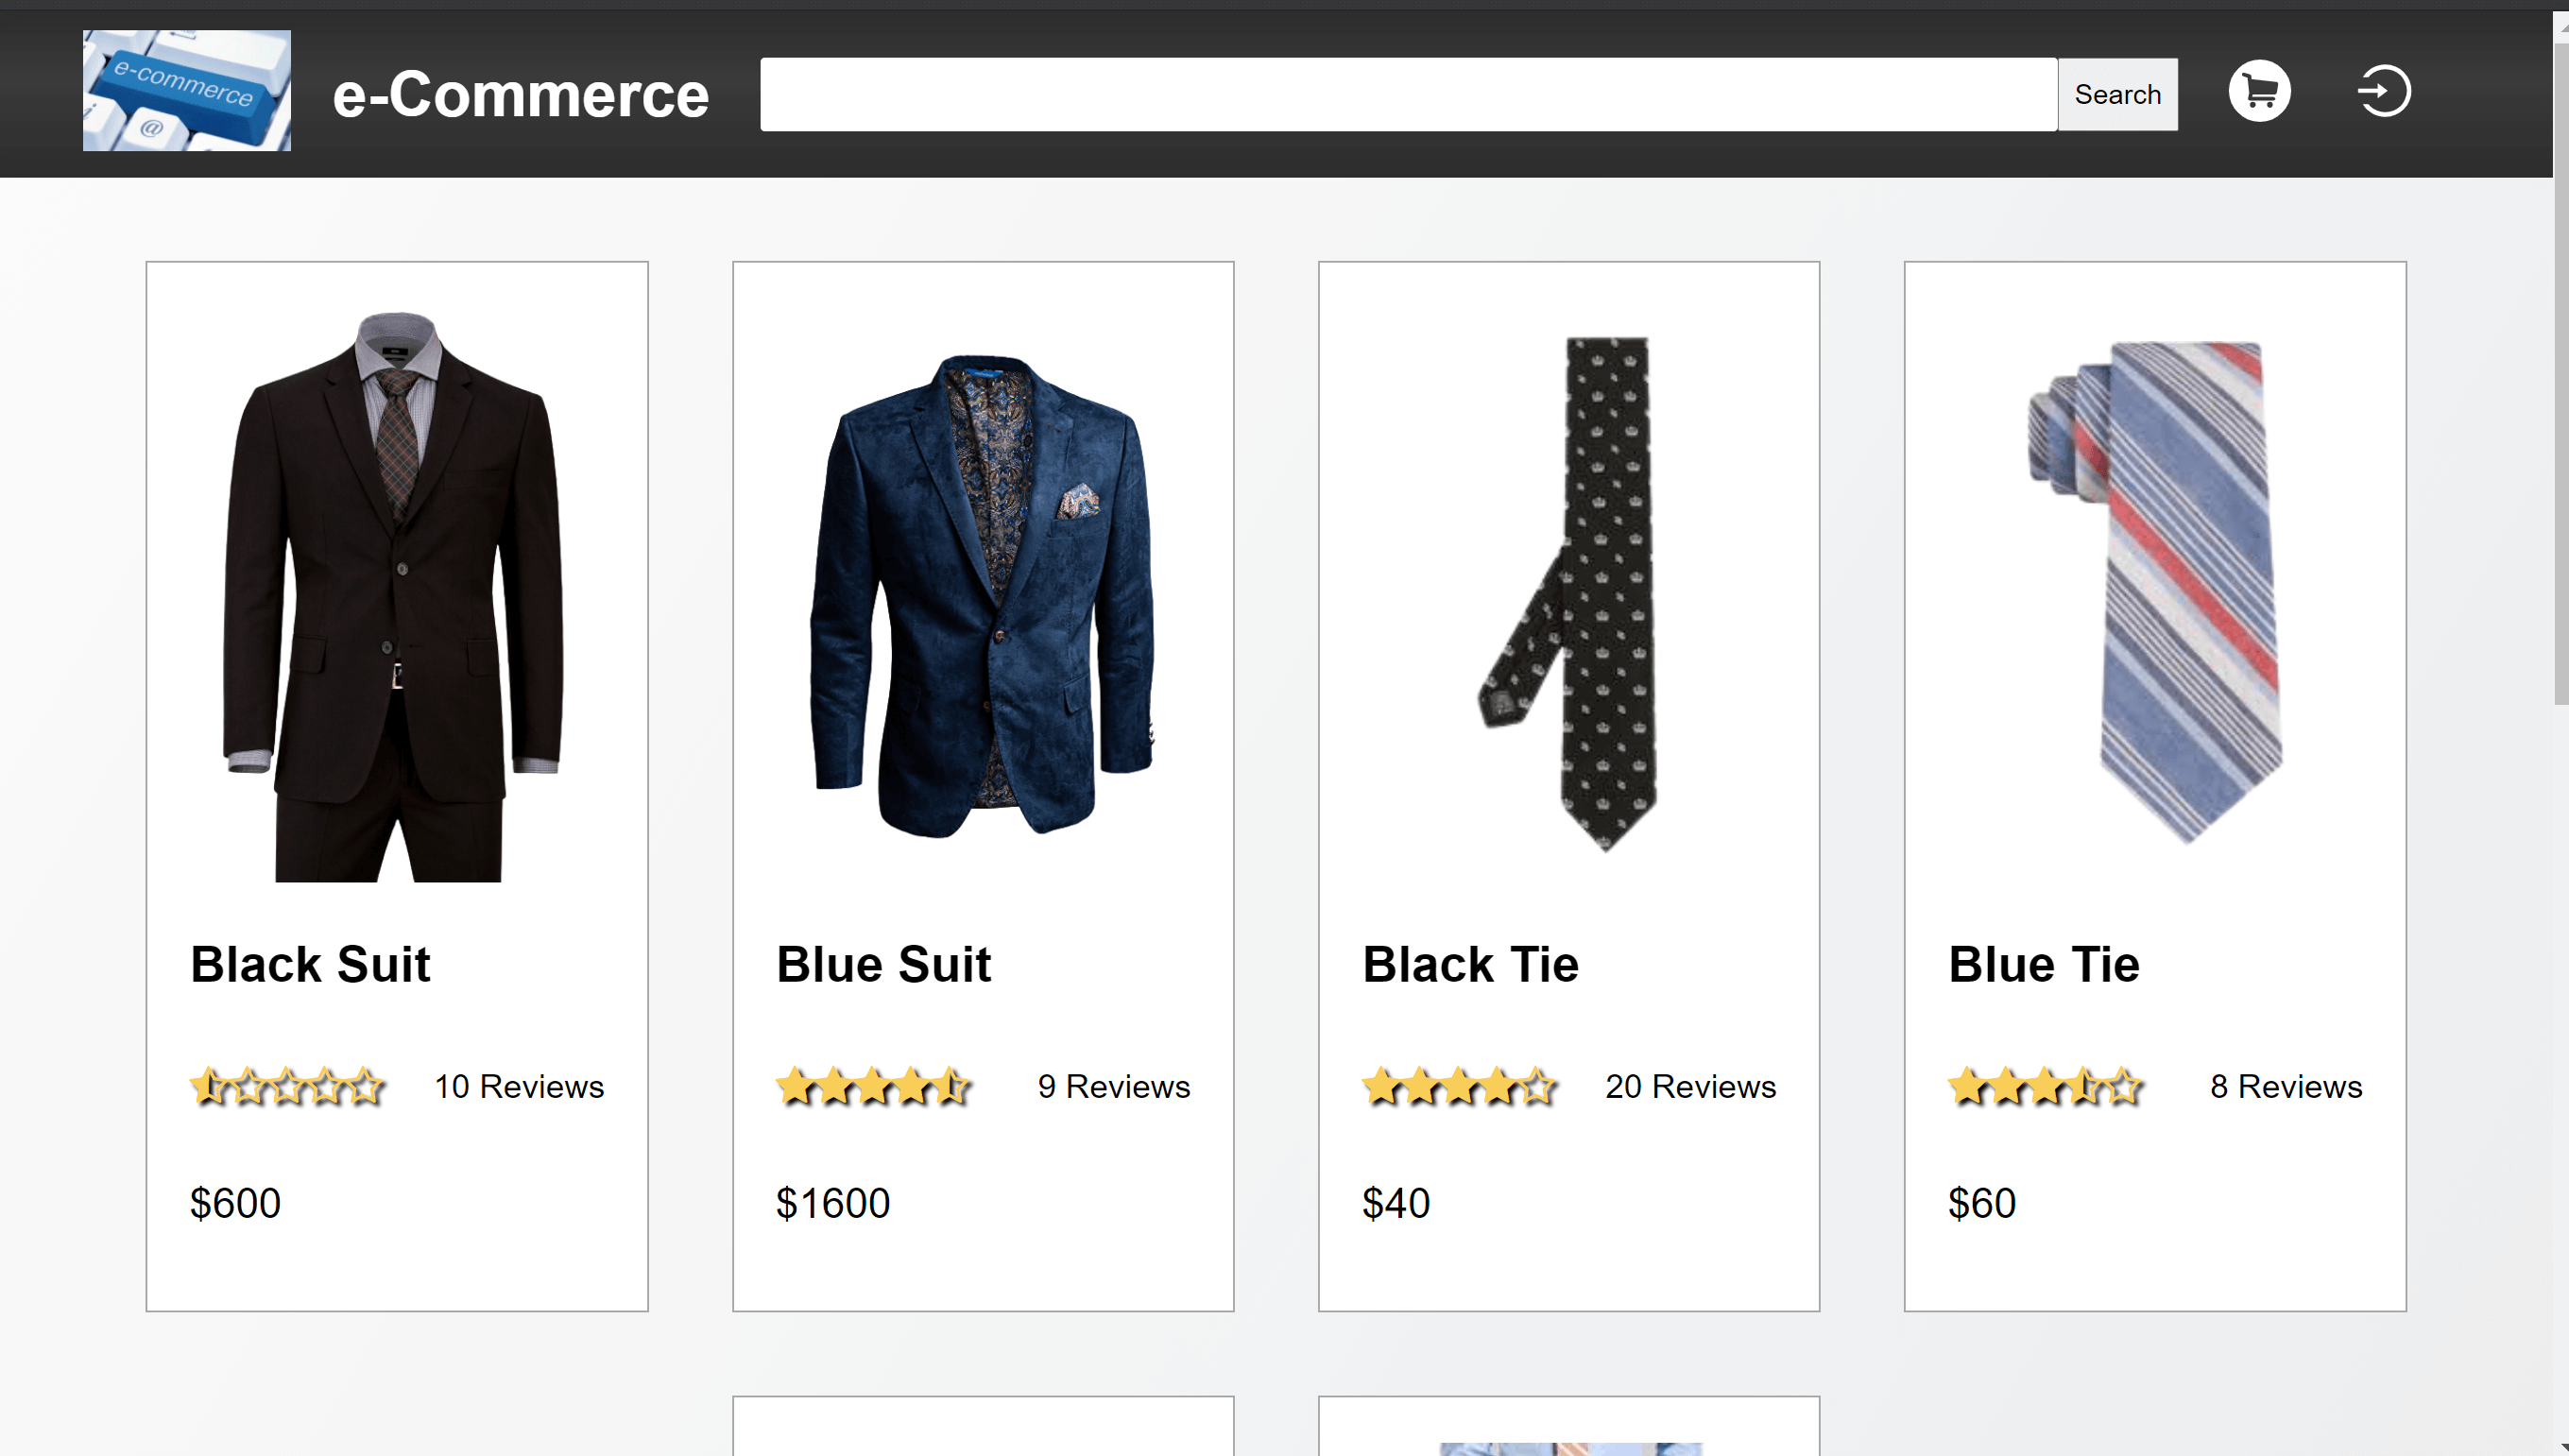 e-commerce
i
@
e-Commerce
Search
Black Suit
10 Reviews
$600
Blue Suit
9 Reviews
$1600
Black Tie
20 Reviews
$40
Blue Tie
8 Reviews
$60